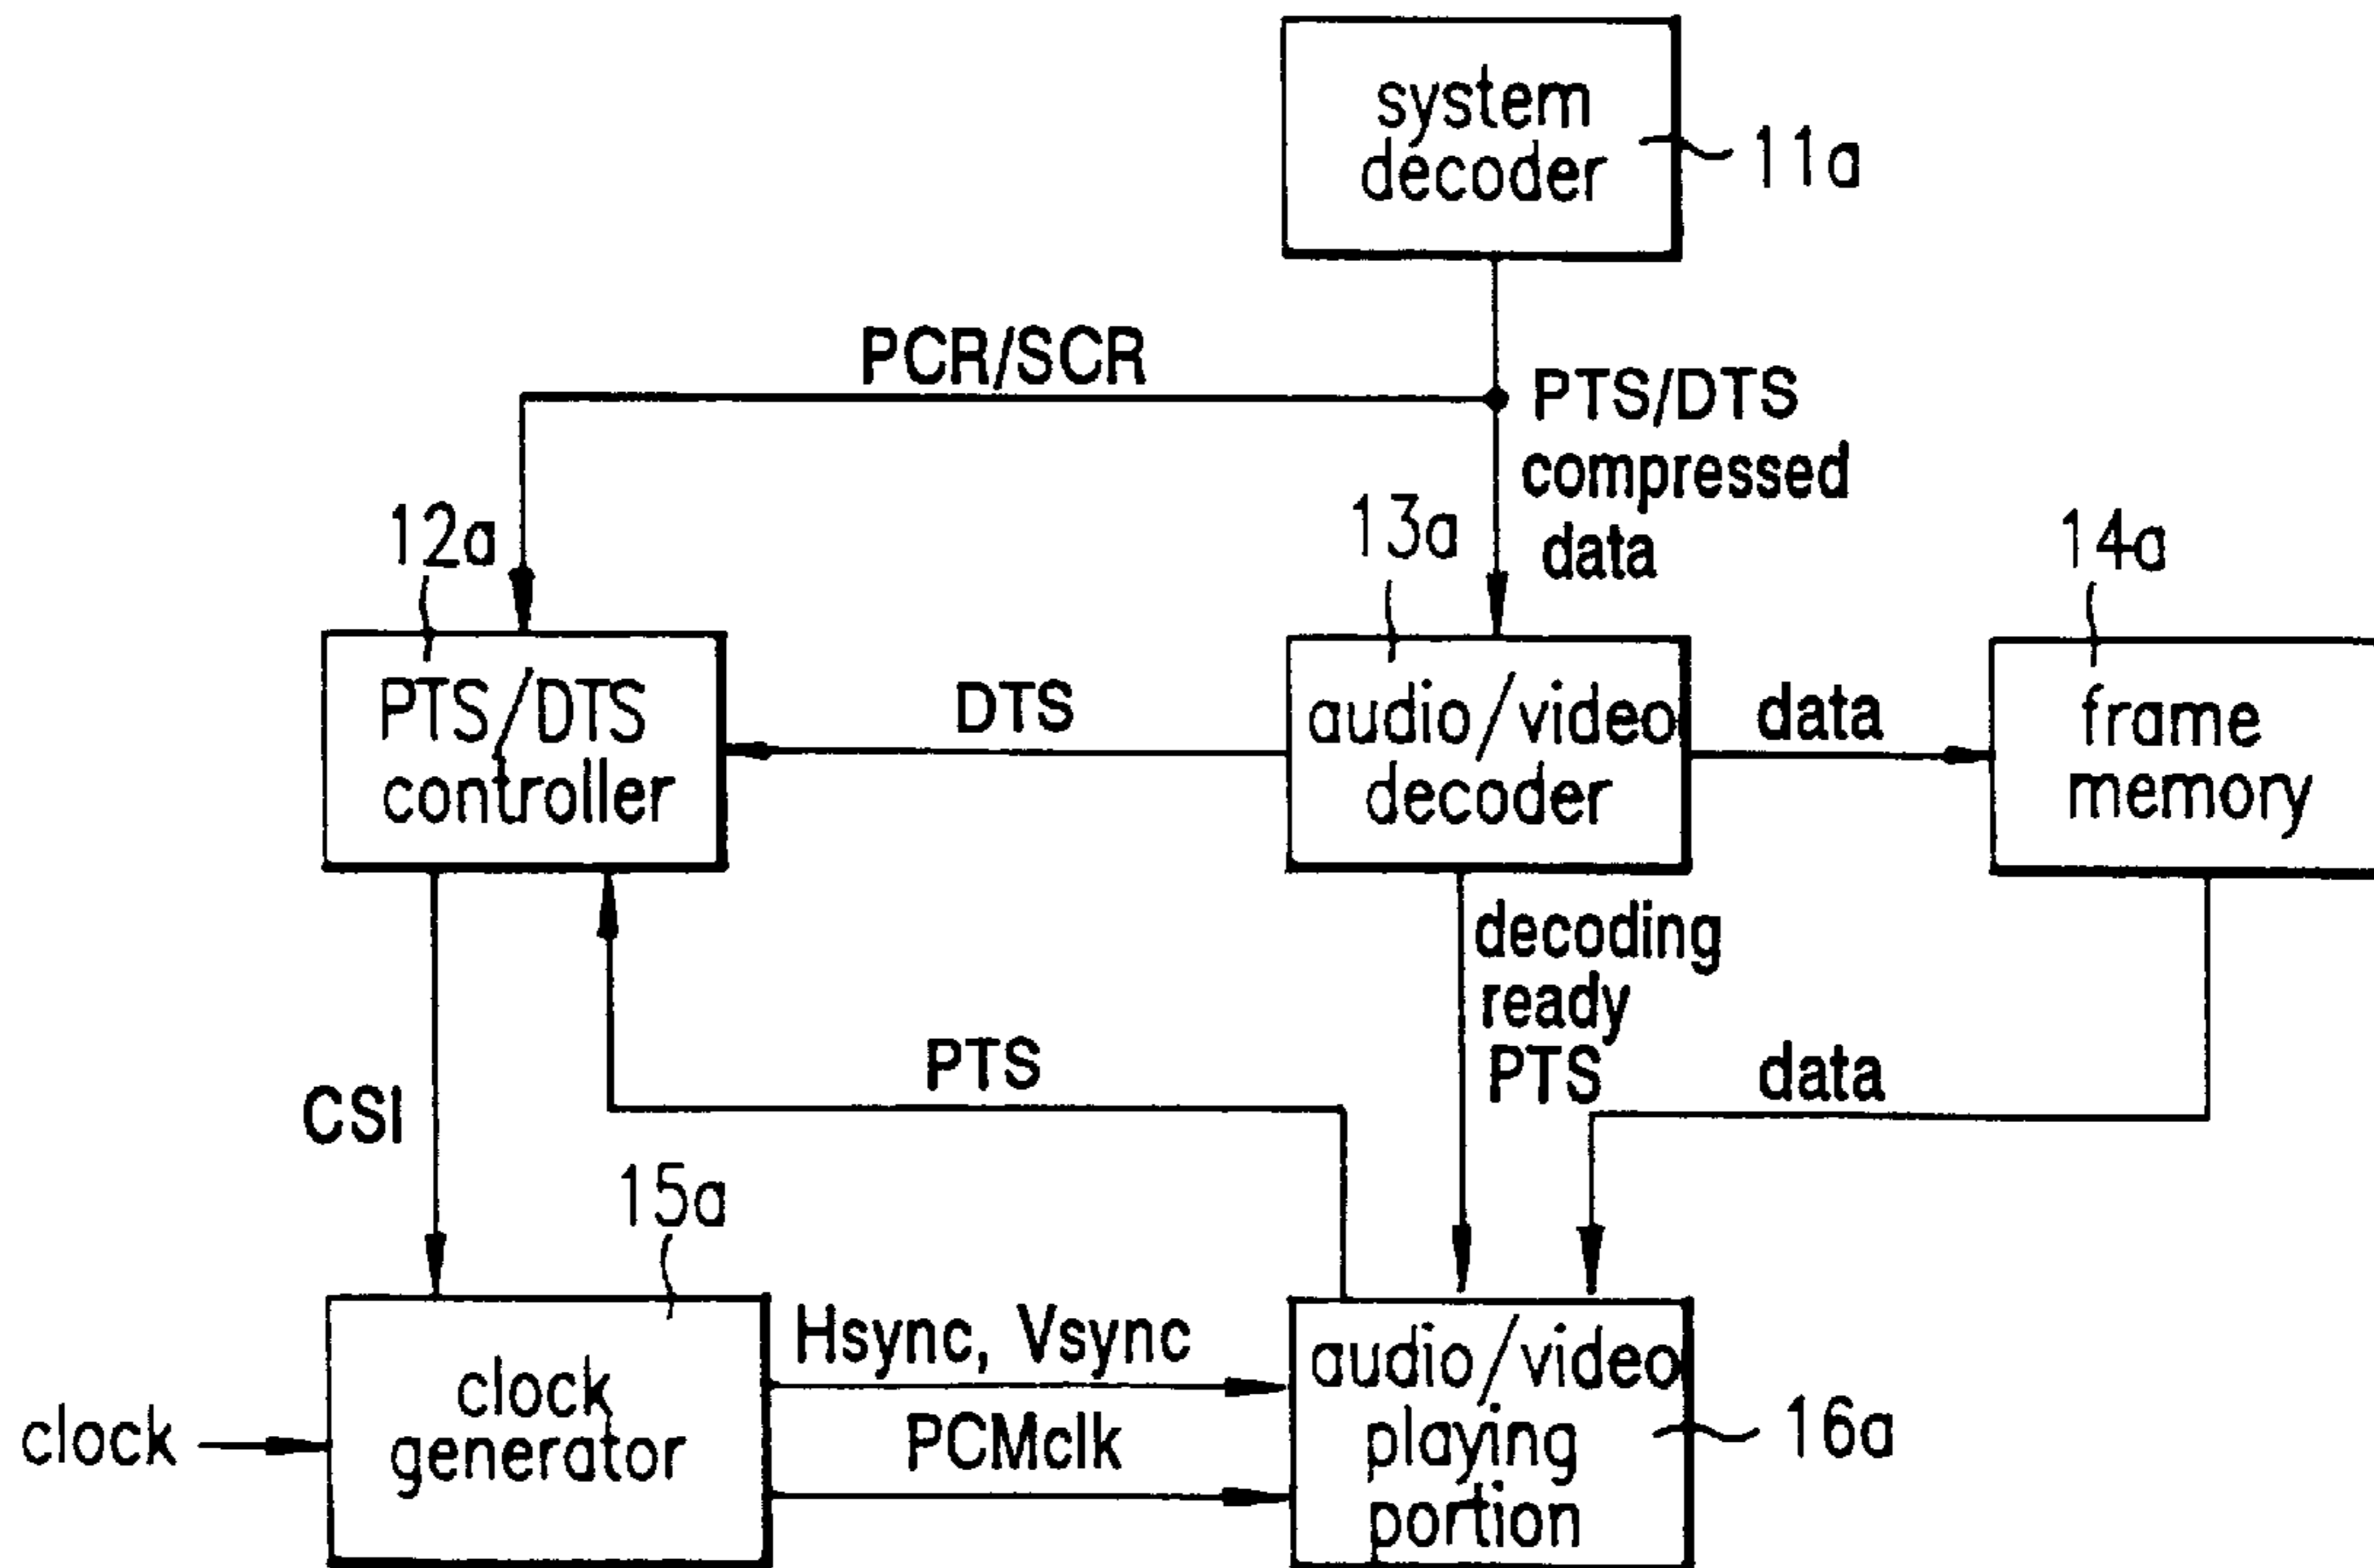 system
decoder
11a
PCR/SCR
PTS/DTS
compressed
data
12a
13a
14a
PTS/DTS
controller
DTS
audio/video
decoder
data
frame
memory
decoding
ready
PTS
PTS
data
CSI
15a
clock
clock
generator
Hsync, Vsync
PCMclk
audio/video
playing
portion
16a